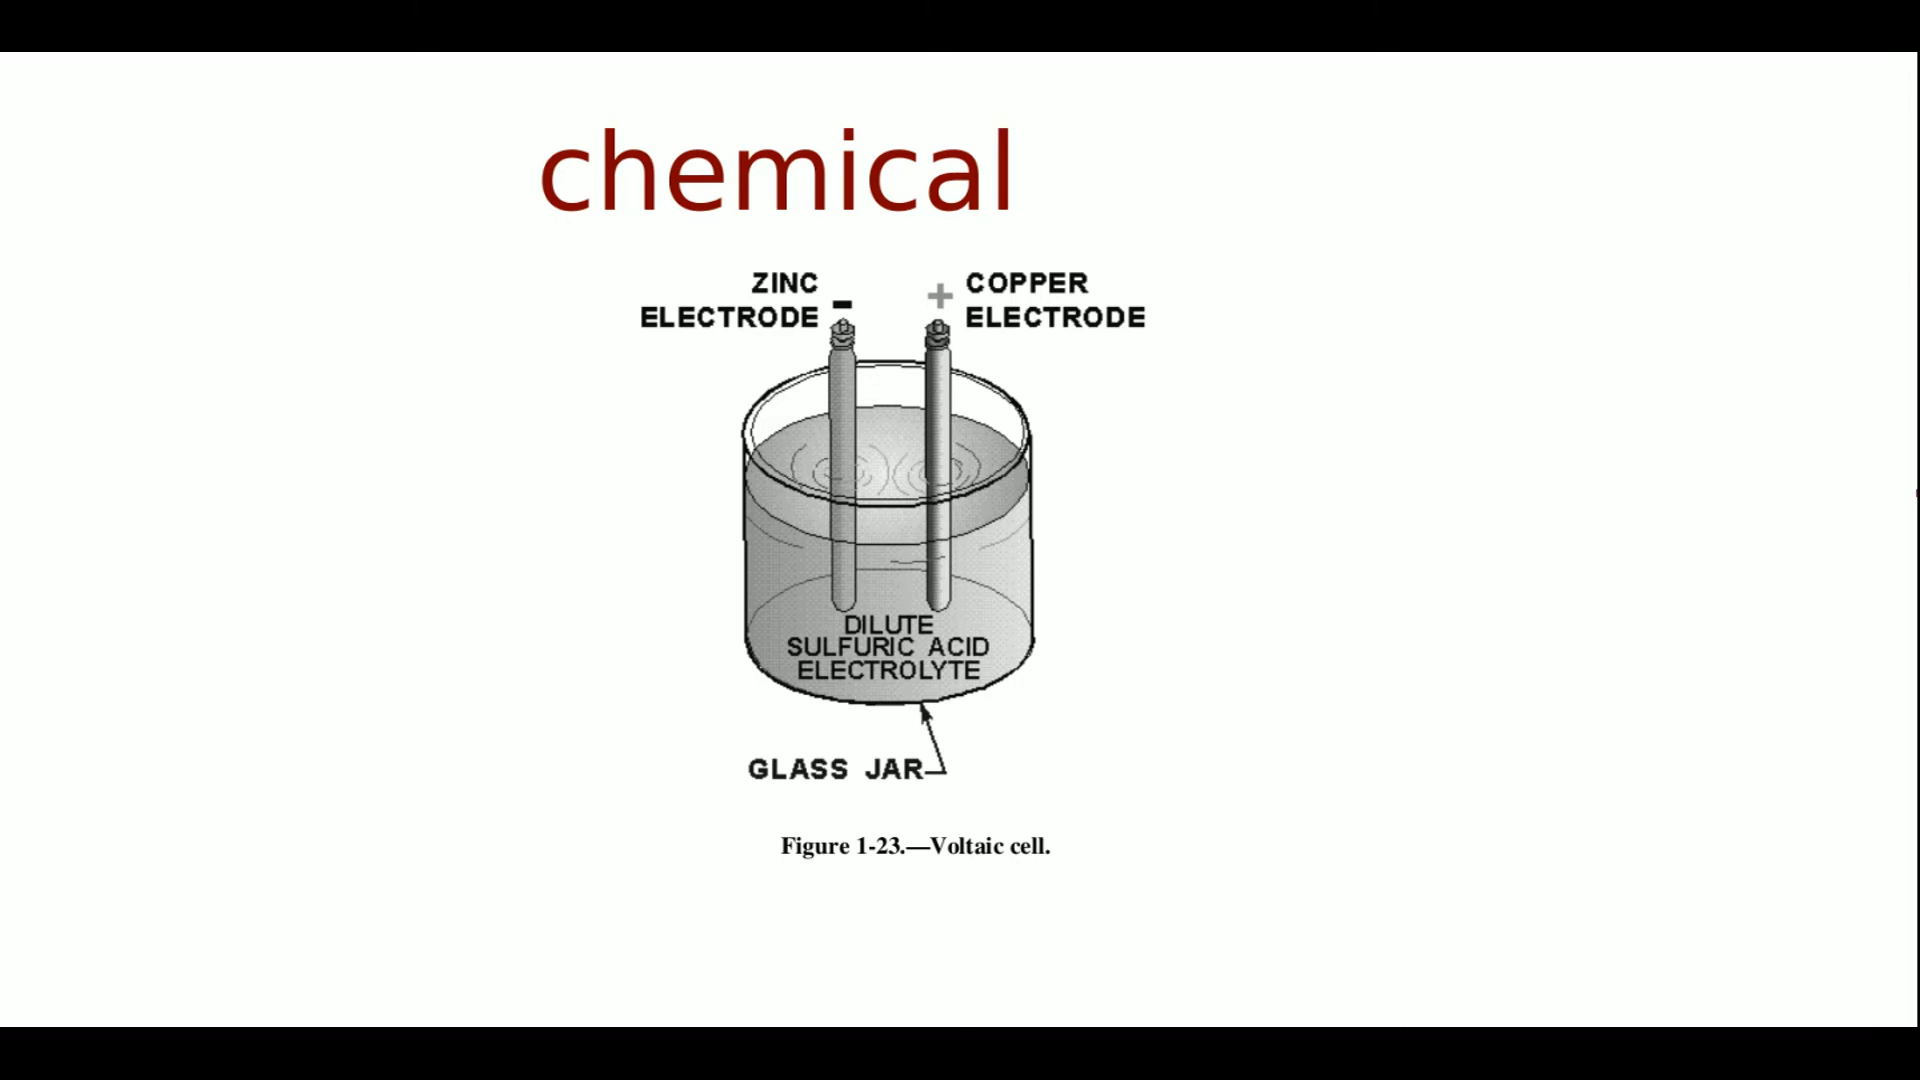 chemical
ZINC
ELECTRODE
-
+
COPPER
ELECTRODE
DILUTE
SULFURIC ACID
ELECTROLYTE
GLASS JAR
Figure 1-23.—Voltaic cell.